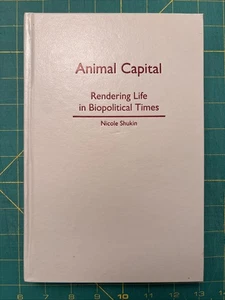 Animal Capital
Rendering Life
in Biopolitical Times
Nicole Shukin